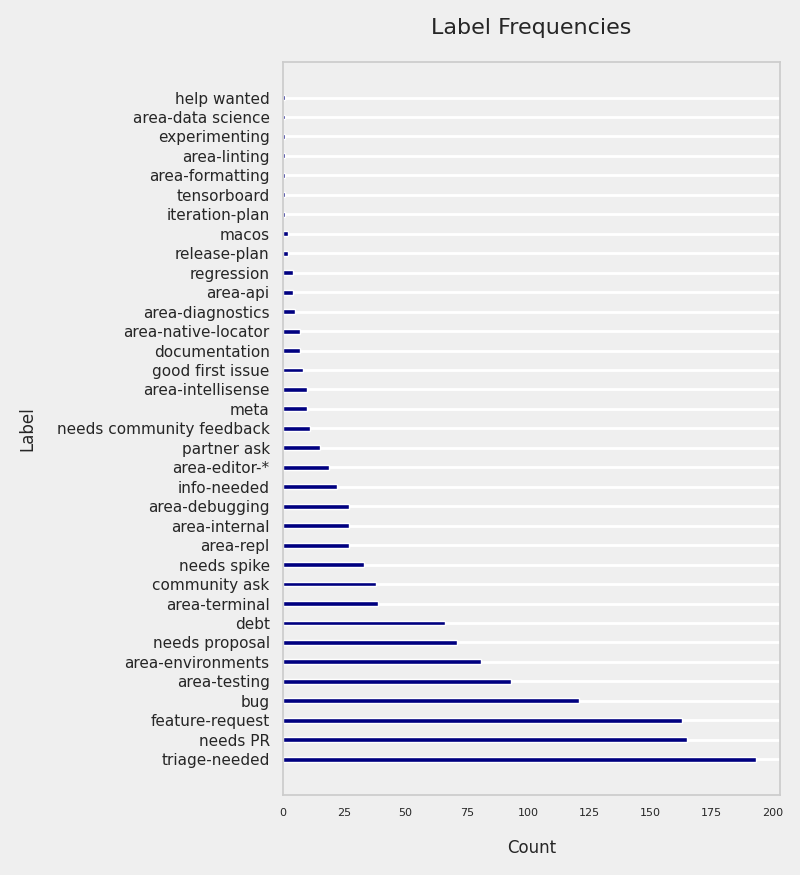 Label Frequencies
help wanted
area-data science
experimenting
area-linting
area-formatting
tensorboard
iteration-plan
macos
release-plan
regression
area-api
area-diagnostics
area-native-locator
documentation
good first issue
area-intellisense
meta
needs community feedback
partner ask
area-editor-*
info-needed
area-debugging
area-internal
area-repl
needs spike
community ask
area-terminal
debt
needs proposal
area-environments
area-testing
bug
feature-request
needs PR
triage-needed
Label
0 25 50 75 100 125 150 175 200
Count